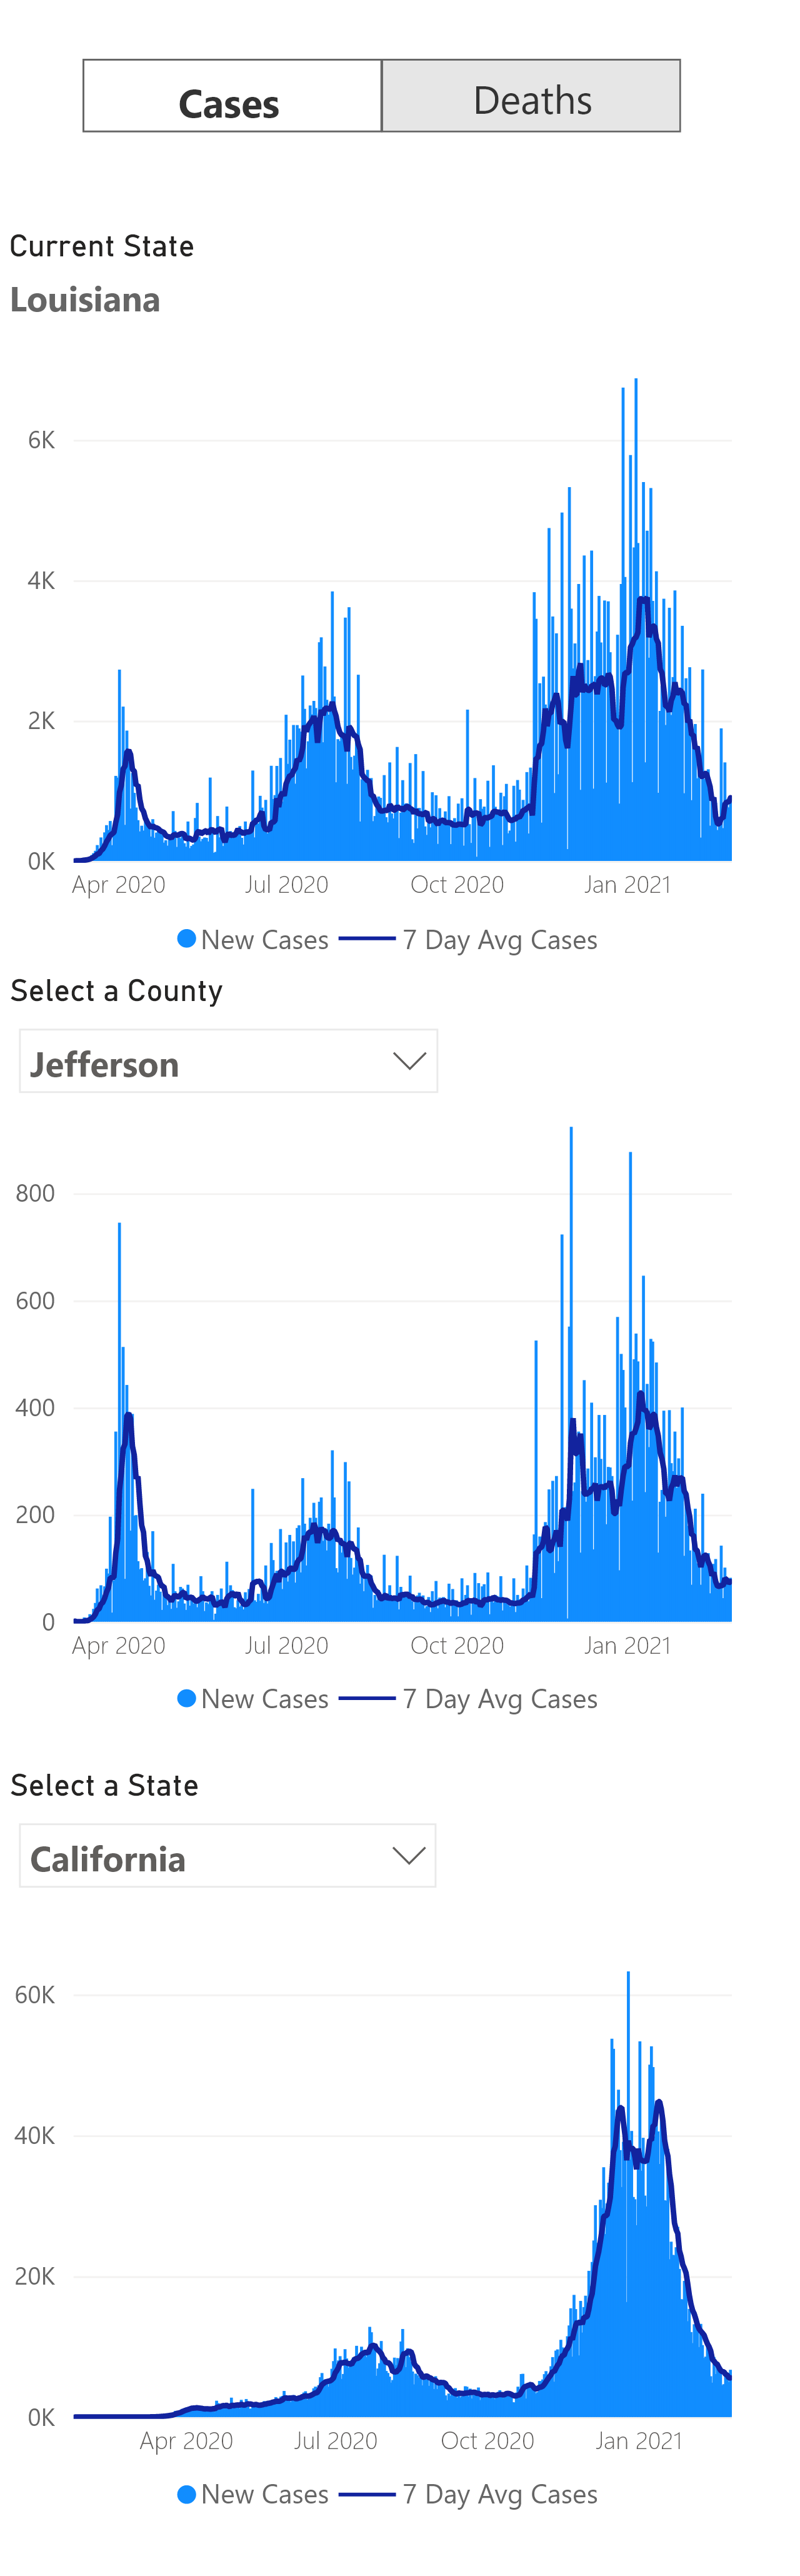 Cases Deaths
Current State
Louisiana
6K
4K
2K
0K
Apr 2020 Jul 2020 Oct 2020 Jan 2021
New Cases 7 Day Avg Cases
Select a County
Jefferson
800
600
400
200
0
Apr 2020 Jul 2020 Oct 2020 Jan 2021
New Cases 7 Day Avg Cases
Select a State
California
60K
40K
20K
0K
Apr 2020 Jul 2020 Oct 2020 Jan 2021
New Cases 7 Day Avg Cases